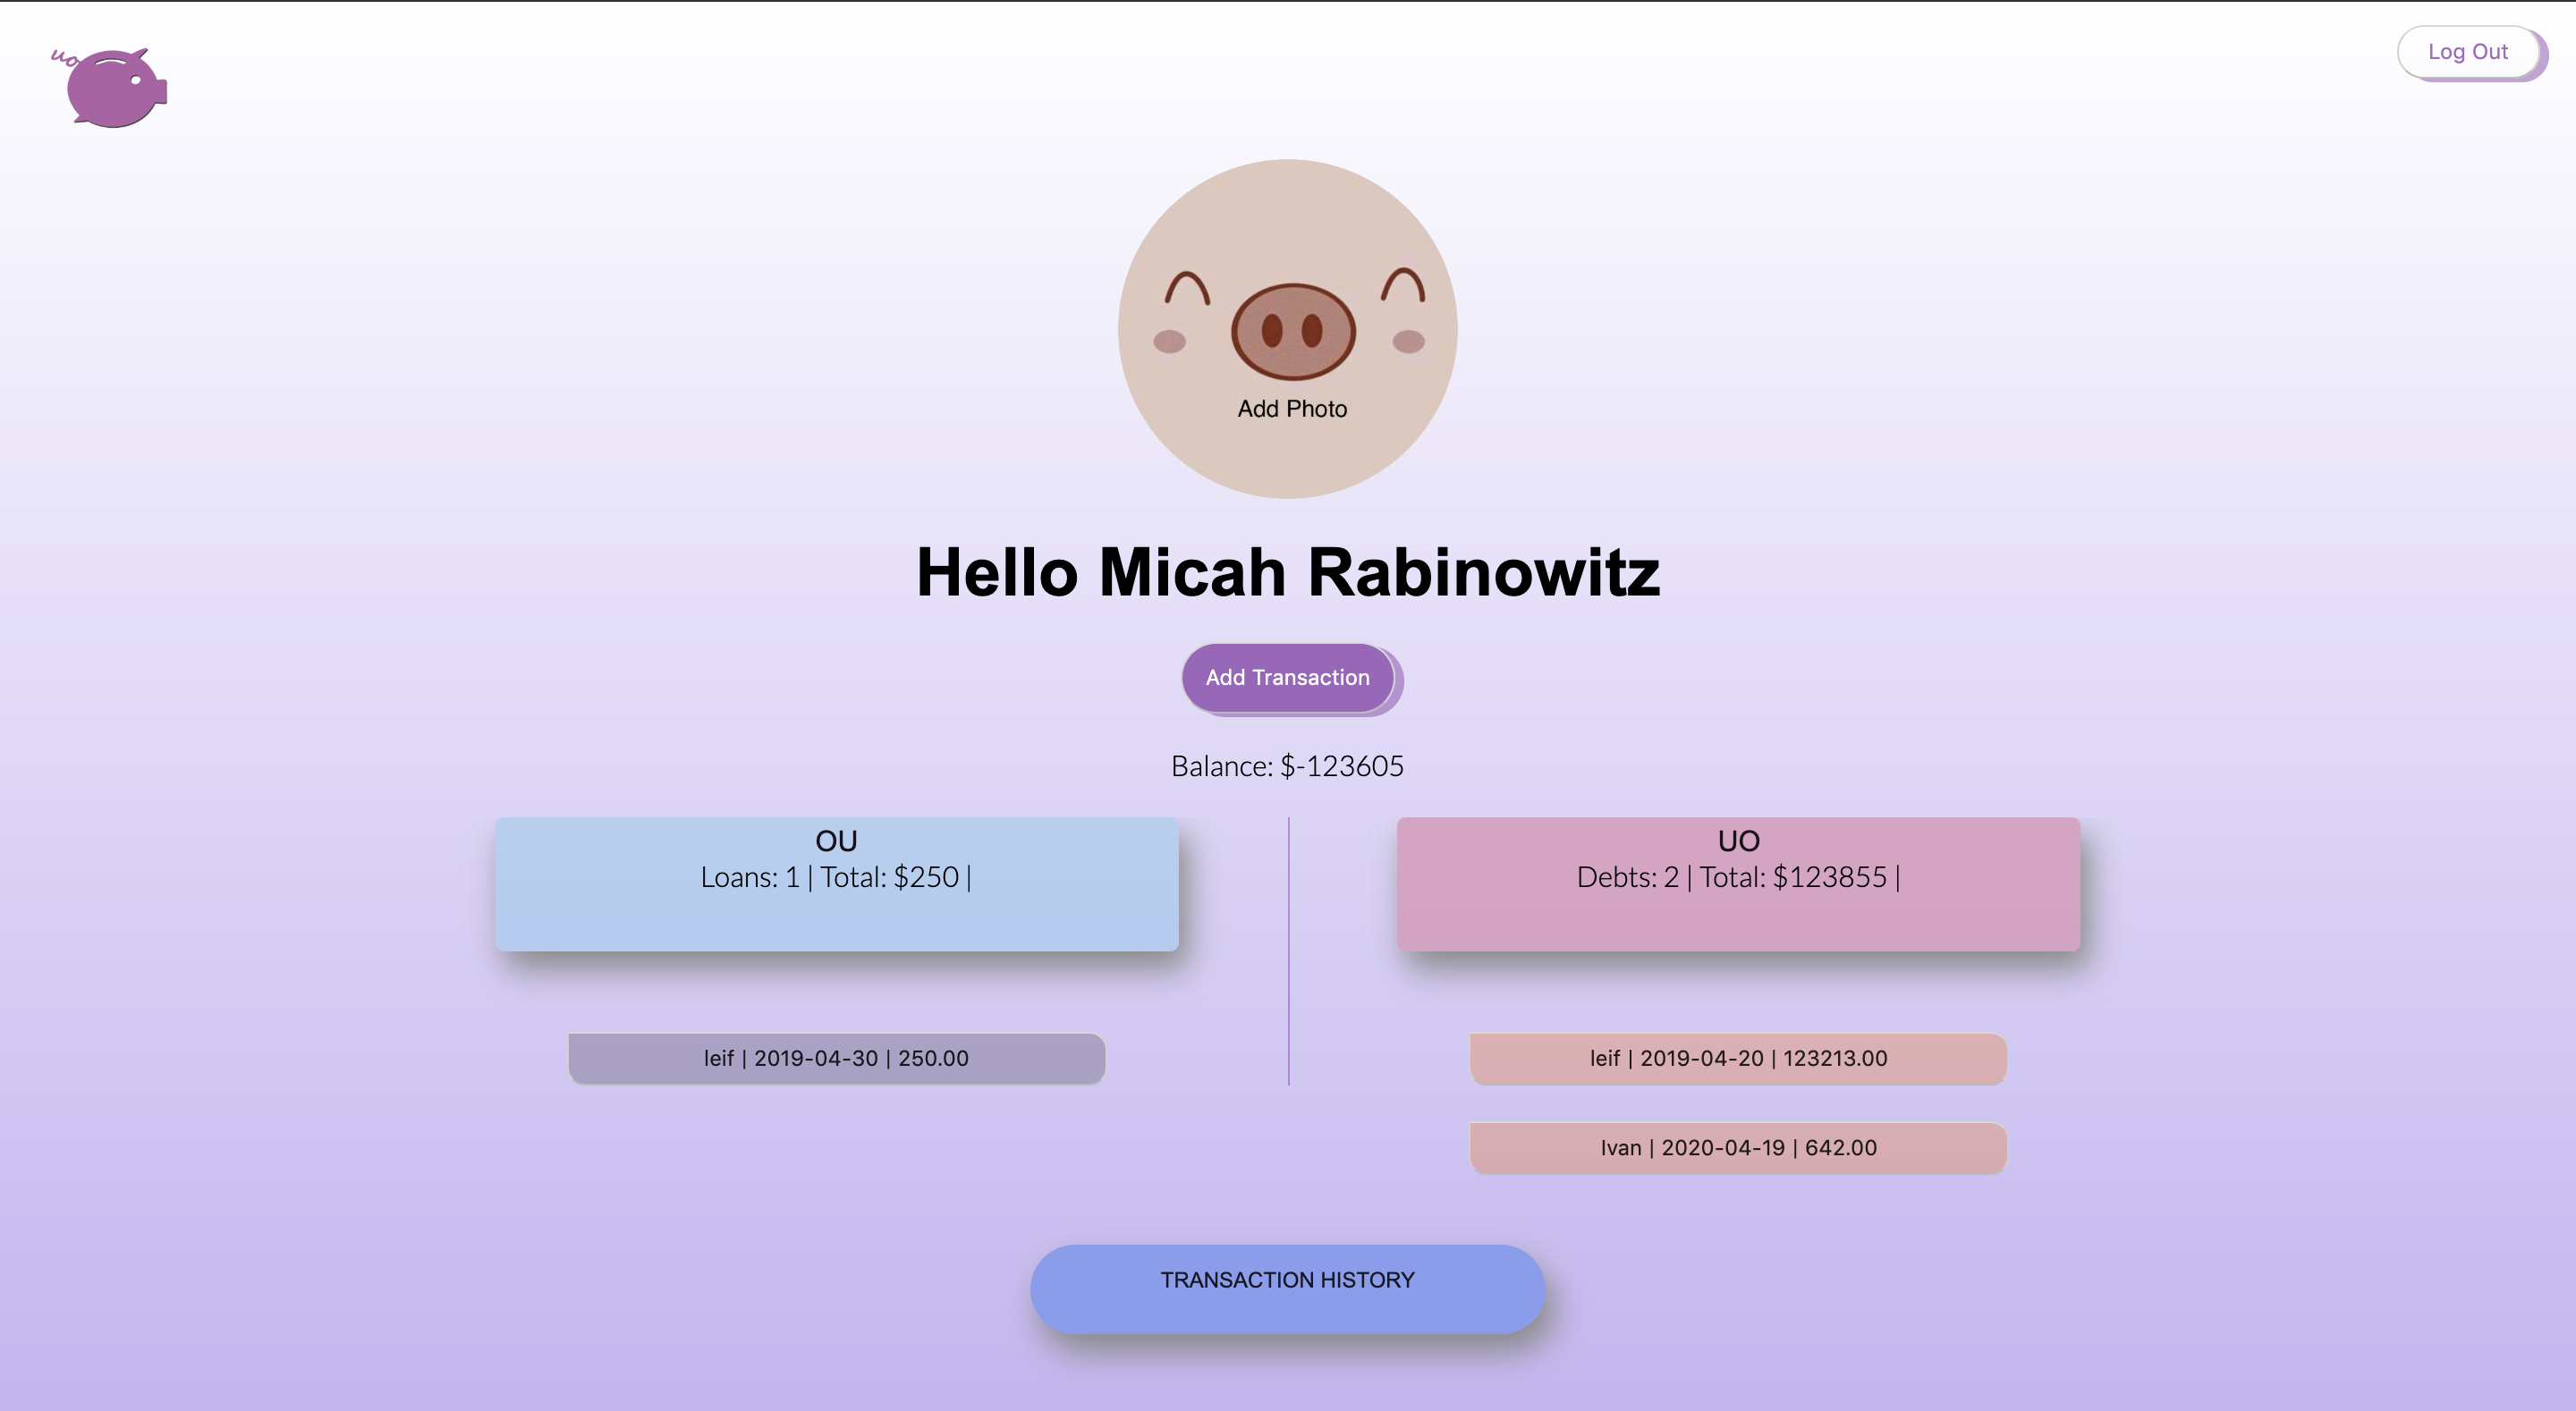 uo
Log Out
Add Photo
Hello Micah Rabinowitz
Add Transaction
Balance: $-123605
OU
Loans: 1 | Total: $250 |
UO
Debts: 2 | Total: $123855 |
leif | 2019-04-30 | 250.00
leif | 2019-04-20 | 123213.00
Ivan | 2020-04-19 | 642.00
TRANSACTION HISTORY